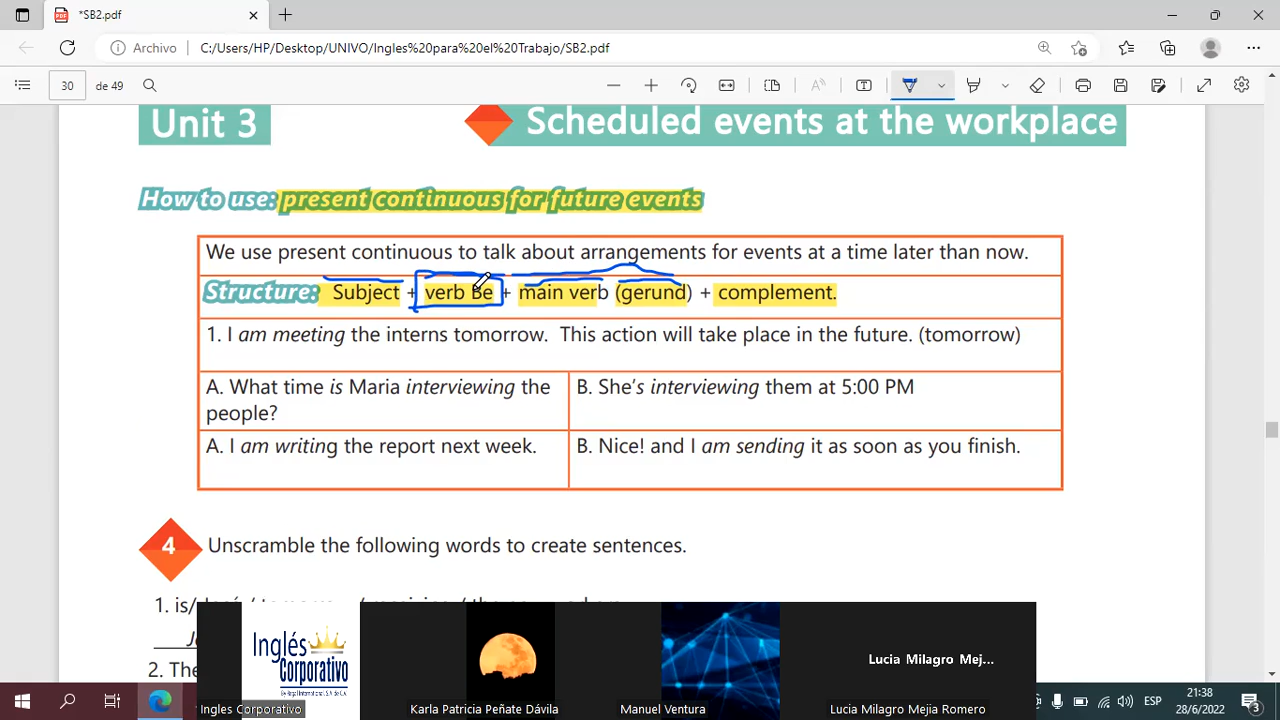 *SB2.pdf
Archivo
C:/Users/HP/Desktop/UNIVO/Ingles%20para%20el%20Trabajo/SB2.pdf
30
de 49
Unit 3
Scheduled events at the workplace
How to use: present continuous for future events
We use present continuous to talk about arrangements for events at a time later than now.
Structure: Subject + verb Be + main verb (gerund) + complement.
1. I am meeting the interns tomorrow. This action will take place in the future. (tomorrow)
A. What time is Maria interviewing the people?
B. She's interviewing them at 5:00 PM
A. I am writing the report next week.
B. Nice! and I am sending it as soon as you finish.
4
Unscramble the following words to create sentences.
1. is/
2. The
Inglés
Corporativo
Lucia Milagro Mej...
Ingles Corporativo
Karla Patricia Peñate Dávila
Manuel Ventura
Lucia Milagro Mejia Romero
ESP
21:38
28/6/2022
3